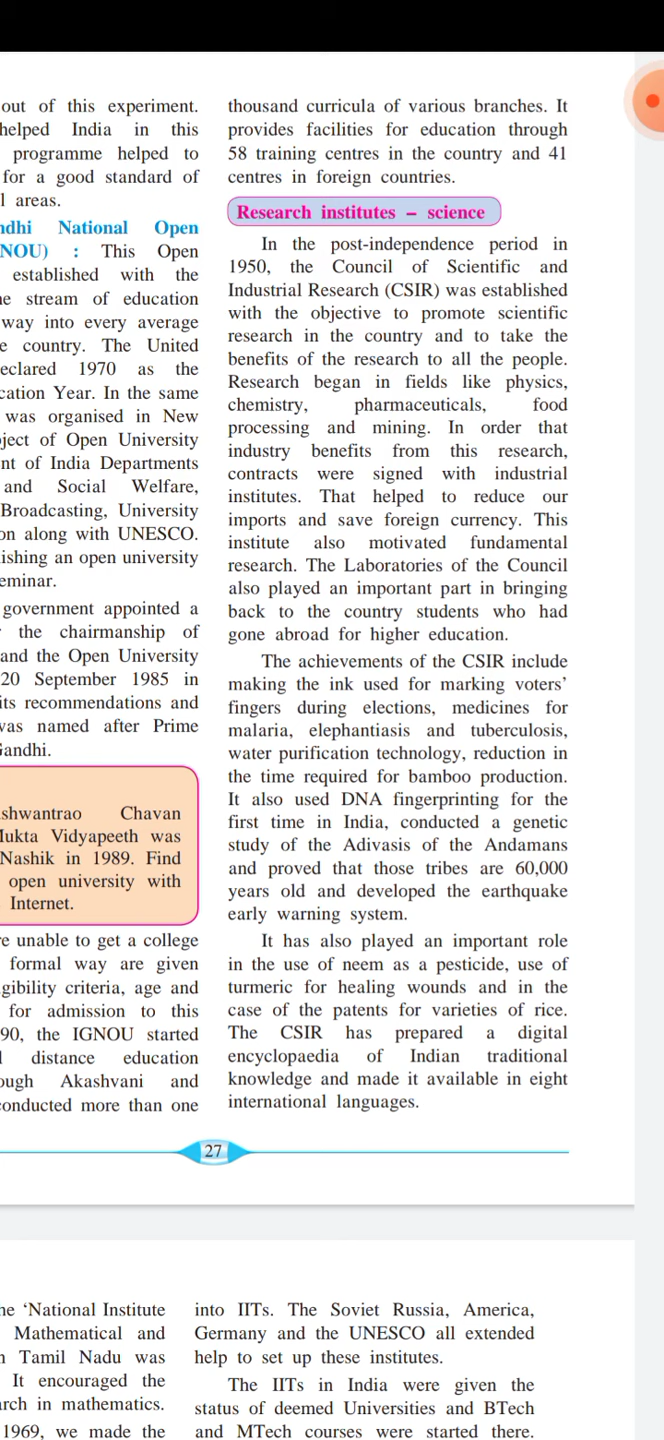 out of this experiment.
helped India in this
programme helped to
for a good standard of
l areas.
ndhi National Open
NOU) : This Open
established with the
e stream of education
way into every average
e country. The United
eclared 1970 as the
cation Year. In the same
was organised in New
ject of Open University
nt of India Departments
and Social Welfare,
Broadcasting, University
on along with UNESCO.
ishing an open university
eminar.
government appointed a
the chairmanship of
and the Open University
20 September 1985 in
its recommendations and
was named after Prime
Gandhi.
shwantrao Chavan
Mukta Vidyapeeth was
Nashik in 1989. Find
open university with
Internet.
re unable to get a college
formal way are given
gibility criteria, age and
for admission to this
90, the IGNOU started
l distance education
ough Akashvani and
conducted more than one
thousand curricula of various branches. It
provides facilities for education through
58 training centres in the country and 41
centres in foreign countries.
Research institutes – science
In the post-independence period in
1950, the Council of Scientific and
Industrial Research (CSIR) was established
with the objective to promote scientific
research in the country and to take the
benefits of the research to all the people.
Research began in fields like physics,
chemistry, pharmaceuticals, food
processing and mining. In order that
industry benefits from this research,
contracts were signed with industrial
institutes. That helped to reduce our
imports and save foreign currency. This
institute also motivated fundamental
research. The Laboratories of the Council
also played an important part in bringing
back to the country students who had
gone abroad for higher education.
The achievements of the CSIR include
making the ink used for marking voters'
fingers during elections, medicines for
malaria, elephantiasis and tuberculosis,
water purification technology, reduction in
the time required for bamboo production.
It also used DNA fingerprinting for the
first time in India, conducted a genetic
study of the Adivasis of the Andamans
and proved that those tribes are 60,000
years old and developed the earthquake
early warning system.
It has also played an important role
in the use of neem as a pesticide, use of
turmeric for healing wounds and in the
case of the patents for varieties of rice.
The CSIR has prepared a digital
encyclopaedia of Indian traditional
knowledge and made it available in eight
international languages.
27
he 'National Institute
Mathematical and
n Tamil Nadu was
It encouraged the
arch in mathematics.
1969, we made the
into IITs. The Soviet Russia, America,
Germany and the UNESCO all extended
help to set up these institutes.
The IITs in India were given the
status of deemed Universities and BTech
and MTech courses were started there.